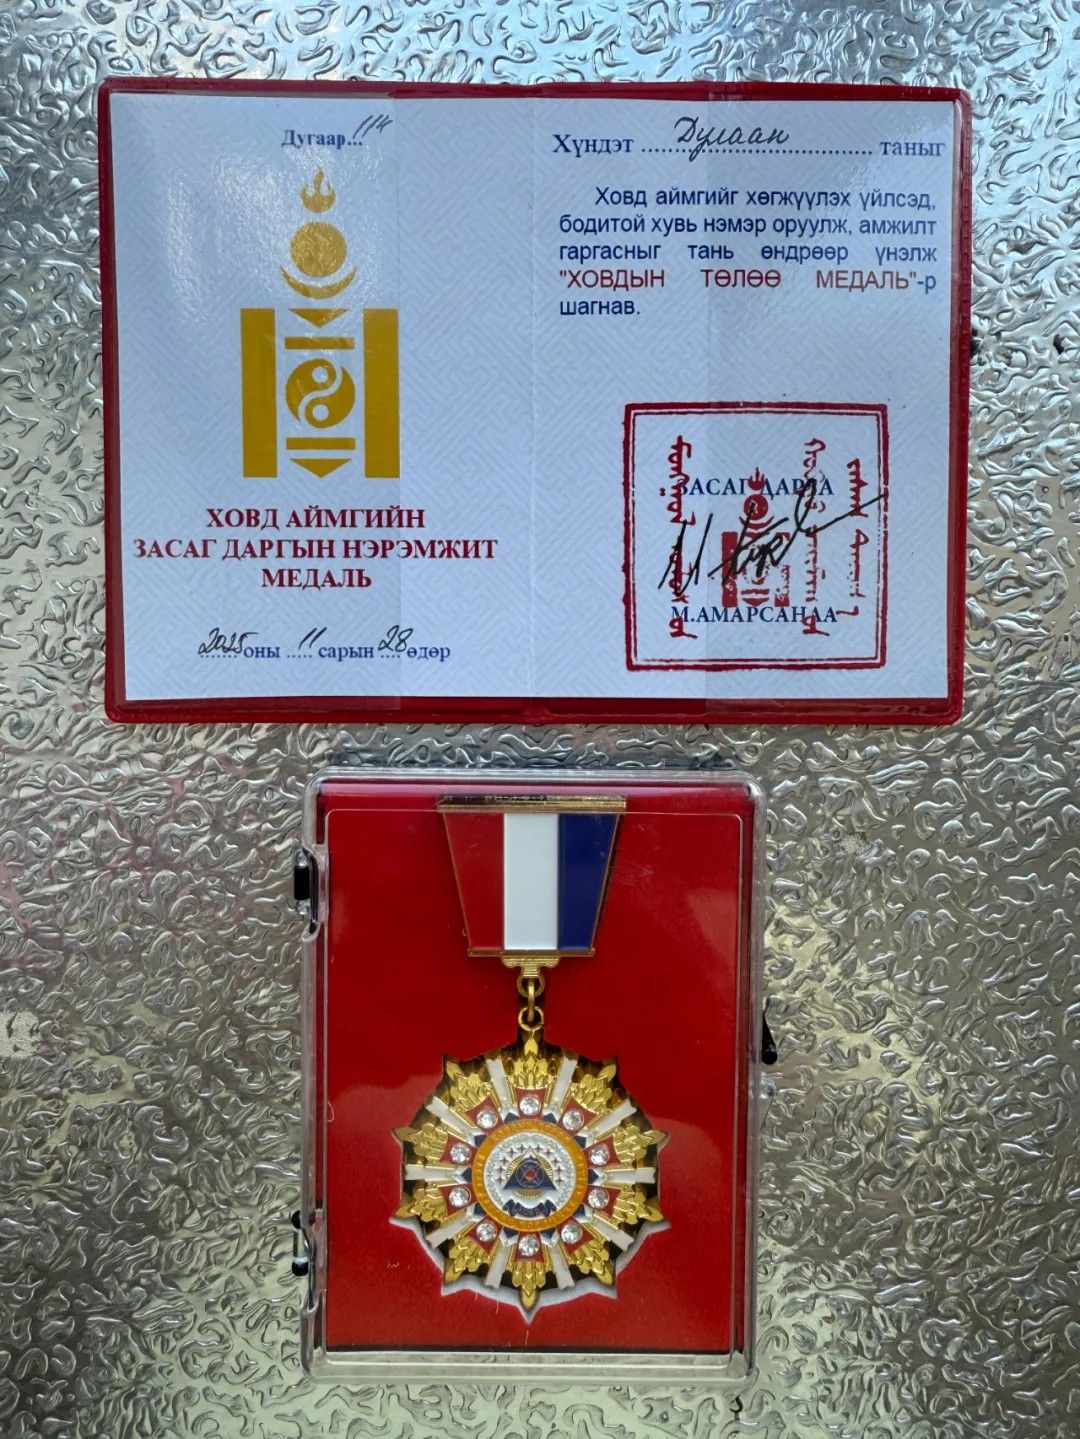 Дугаар...114
ХОВД АЙМГИЙН
ЗАСАГ ДАРГЫН НЭРЭМЖИТ
МЕДАЛЬ
2025 оны 11 сарын 28 өдөр
Хүндэт Дулаан таныг
Ховд аймгийг хөгжүүлэх үйлсэд,
бодитой хувь нэмэр оруулж, амжилт
гаргасныг тань өндрөөр үнэлж
"ХОВДЫН ТӨЛӨӨ МЕДАЛЬ"-р
шагнав.
ЗАСАГ ДАРГА
М.АМАРСАНАА